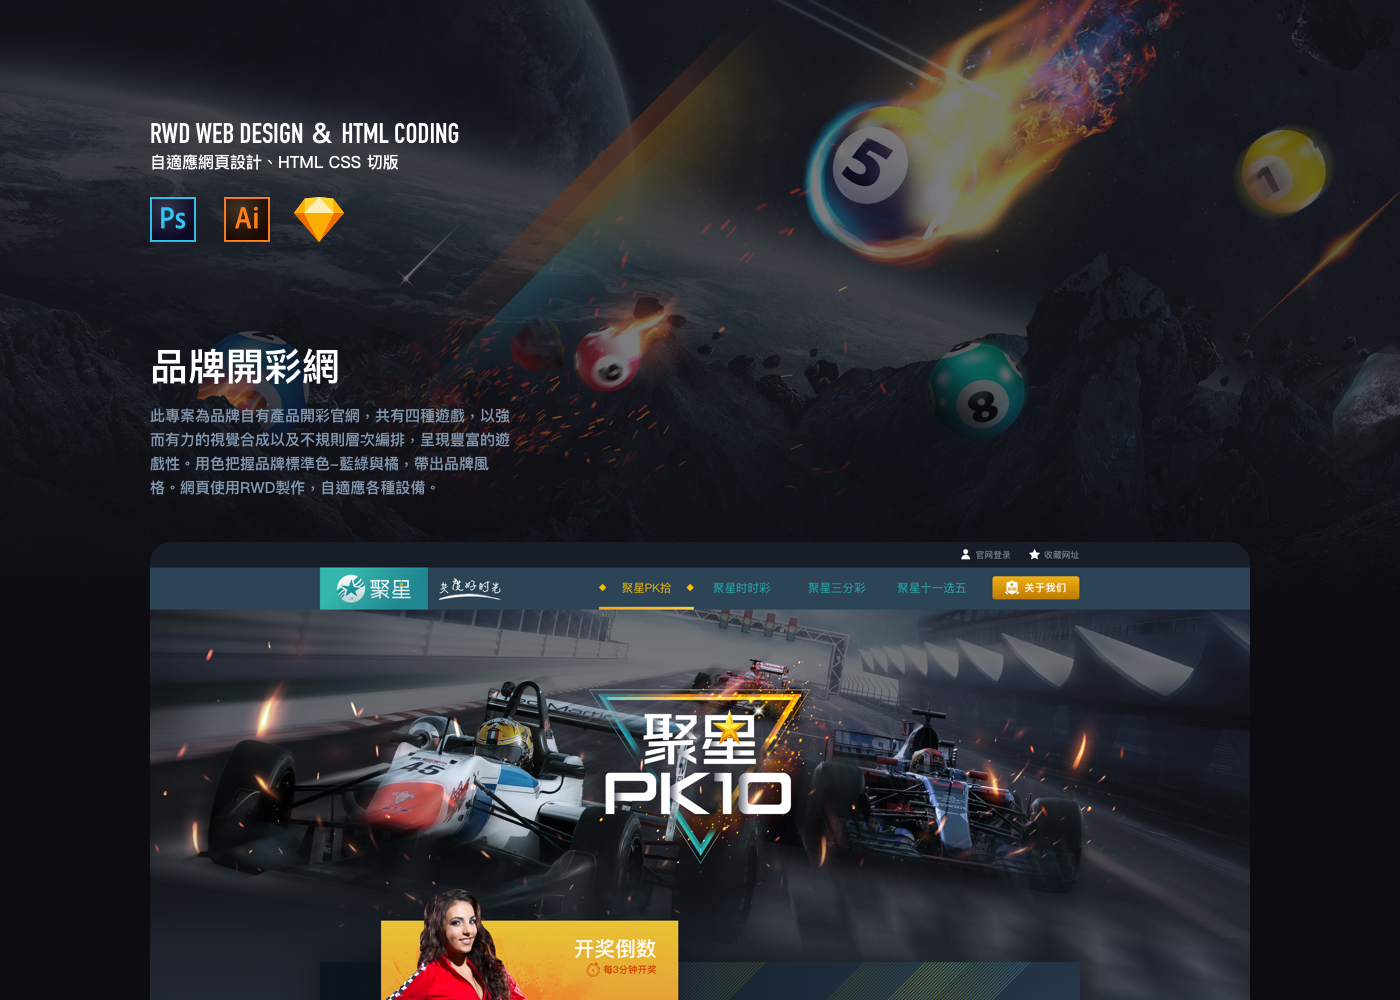 RWD WEB DESIGN & HTML CODING
自適應網頁設計、HTML CSS 切版
Ps
Ai
5
1
8
品牌開彩網
此專案為品牌自有產品開彩官網，共有四種遊戲，以強
而有力的視覺合成以及不規則層次編排，呈現豐富的遊
戲性。用色把握品牌標準色-藍綠與橘，帶出品牌風
格。網頁使用RWD製作，自適應各種設備。
官网登录
收藏网址
聚星
共度好时光
聚星PK拾
聚星时时彩
聚星三分彩
聚星十一选五
关于我们
聚星
PK10
开奖倒数
每3分钟开奖